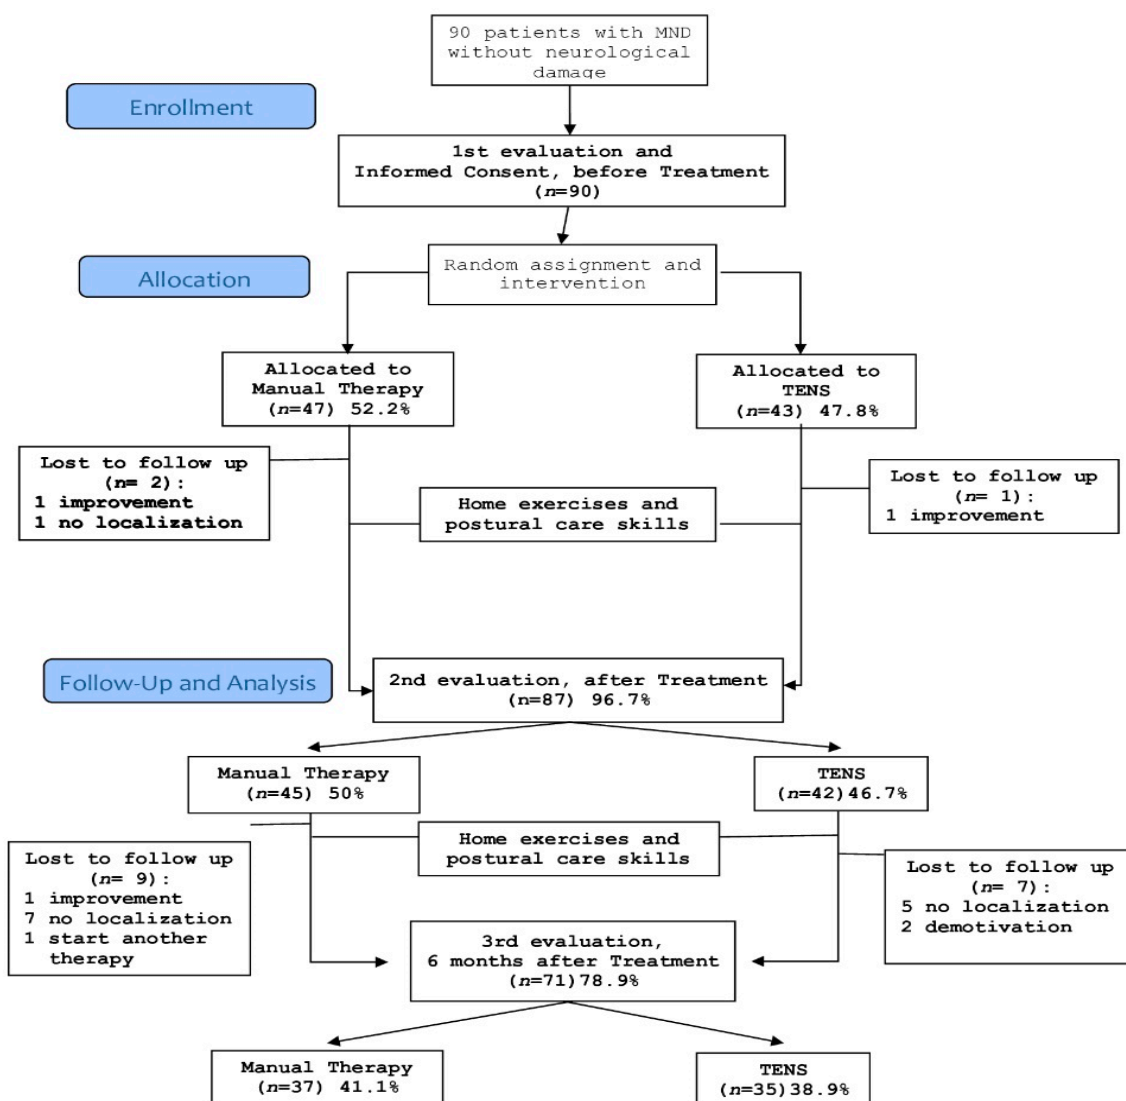 90 patients with MND
without neurological
damage
Enrollment
1st evaluation and
Informed Consent, before Treatment
(n=90)
Allocation
Random assignment and
intervention
Allocated to
Manual Therapy
(n=47) 52.2%
Allocated to
TENS
(n=43) 47.8%
Lost to follow up
(n= 2):
1 improvement
1 no localization
Home exercises and
postural care skills
Lost to follow up
(n= 1):
1 improvement
Follow-Up and Analysis
2nd evaluation, after Treatment
(n=87) 96.7%
Manual Therapy
(n=45) 50%
TENS
(n=42)46.7%
Home exercises and
postural care skills
Lost to follow up
(n= 9):
1 improvement
7 no localization
1 start another
therapy
Lost to follow up
(n= 7):
5 no localization
2 demotivation
3rd evaluation,
6 months after Treatment
(n=71)78.9%
Manual Therapy
(n=37) 41.1%
TENS
(n=35)38.9%